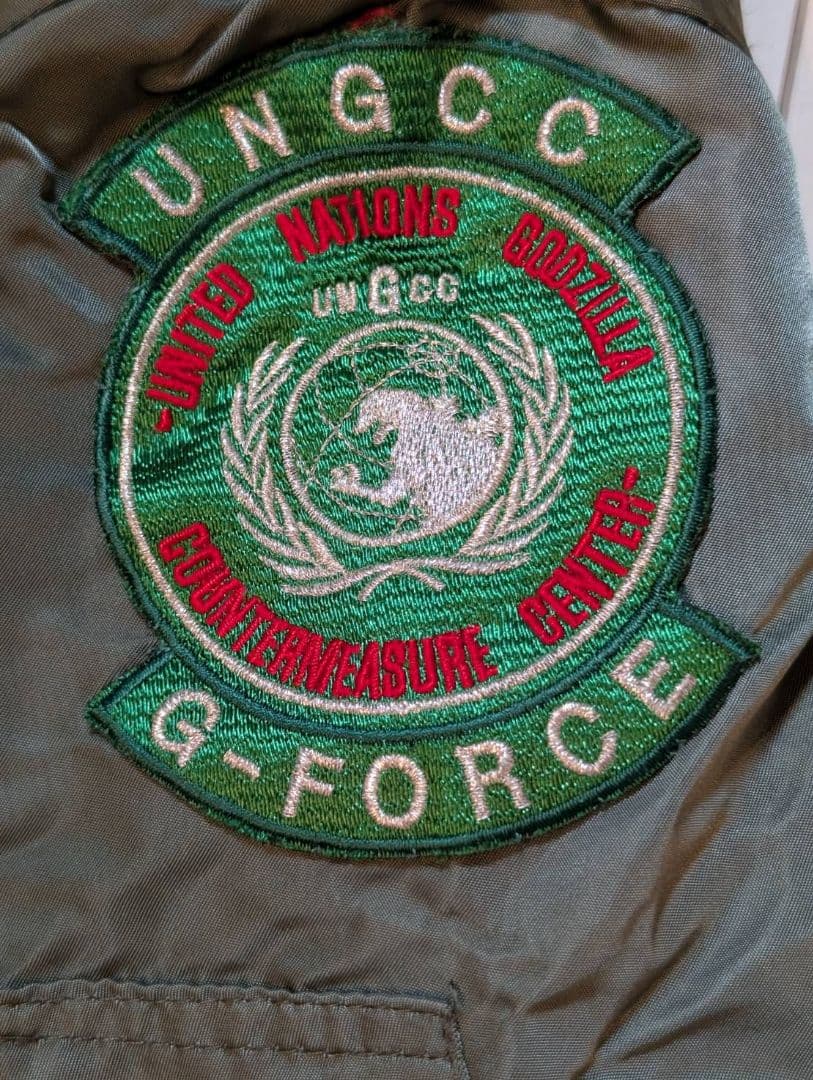 UNGCC
-UNITED NATIONS GODZILLA
UNGCC
COUNTERMEASURE CENTER-
G-FORCE